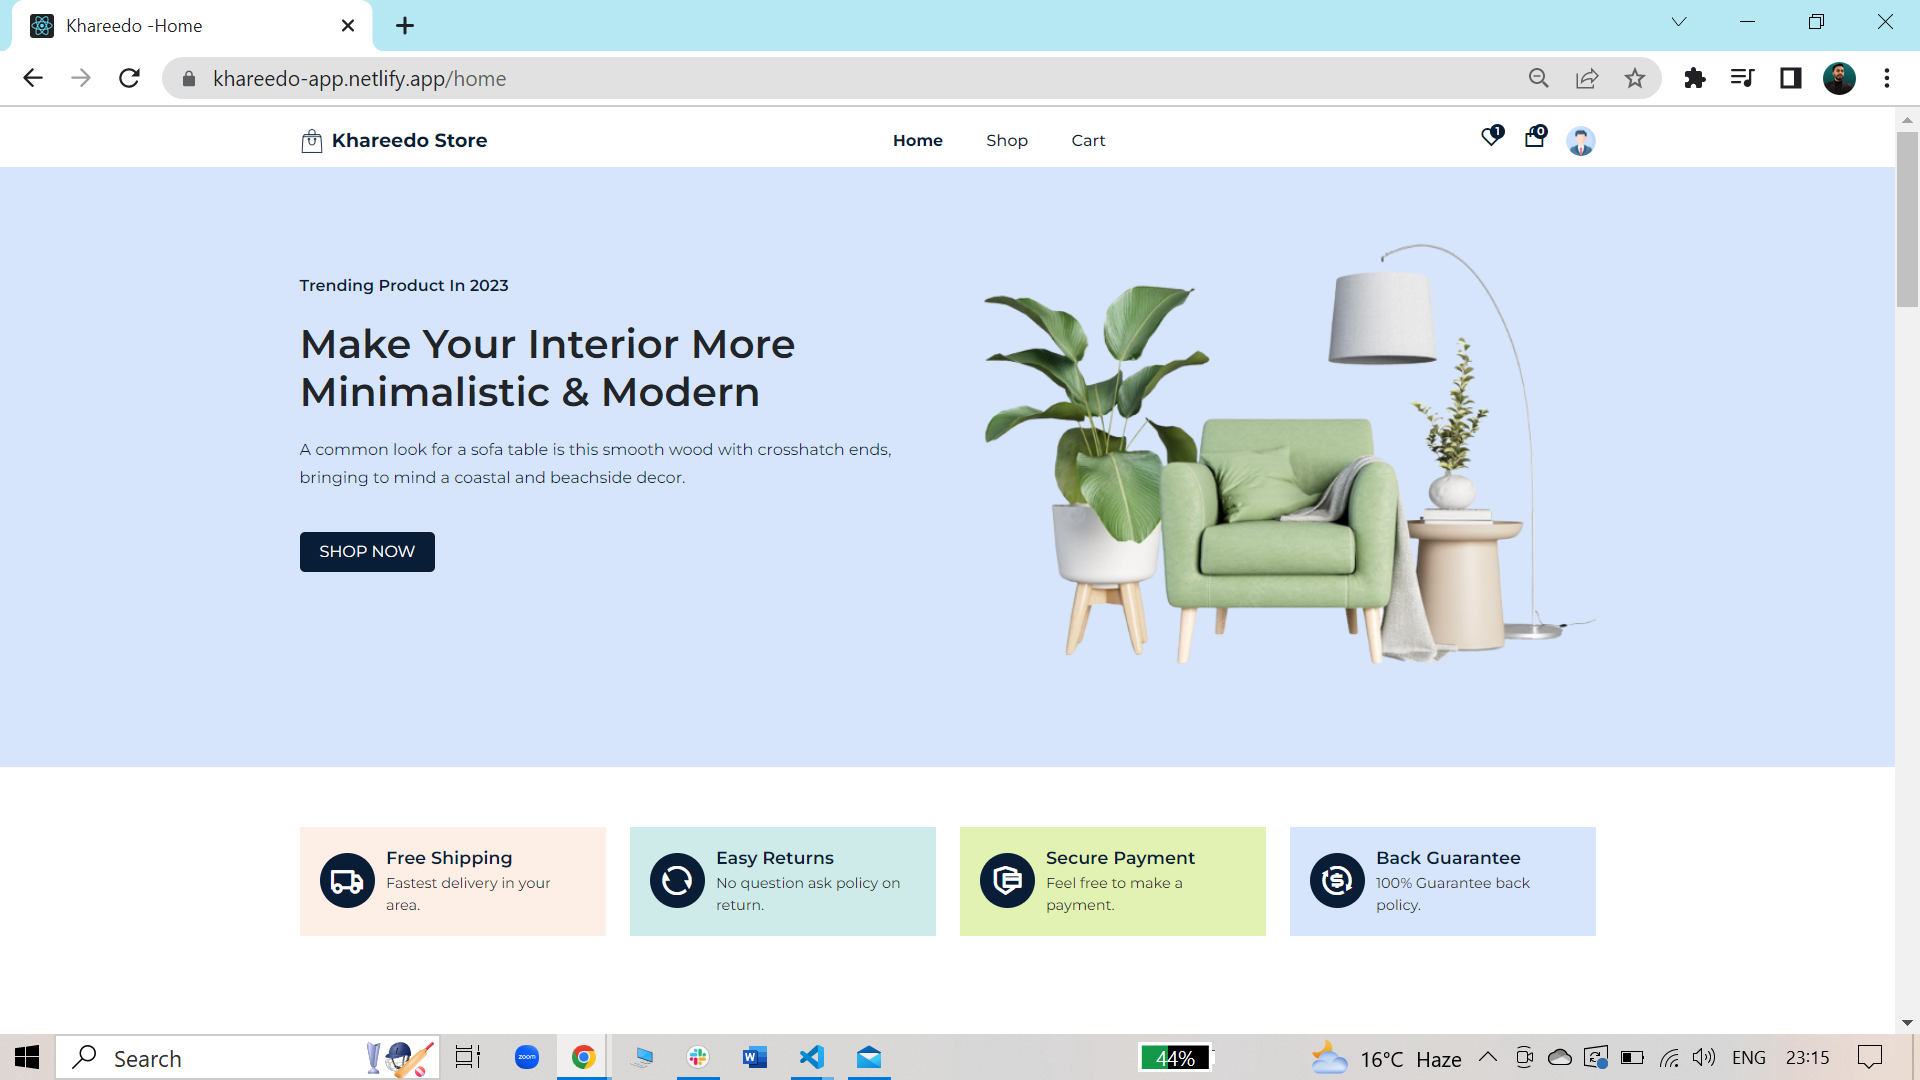 Khareedo -Home
khareedo-app.netlify.app/home
Khareedo Store
Home
Shop
Cart
1
0
Trending Product In 2023
Make Your Interior More
Minimalistic & Modern
A common look for a sofa table is this smooth wood with crosshatch ends,
bringing to mind a coastal and beachside decor.
SHOP NOW
Free Shipping
Fastest delivery in your
area.
Easy Returns
No question ask policy on
return.
Secure Payment
Feel free to make a
payment.
Back Guarantee
100% Guarantee back
policy.
Search
zoom
W
44%
16°C Haze
ENG
23:15